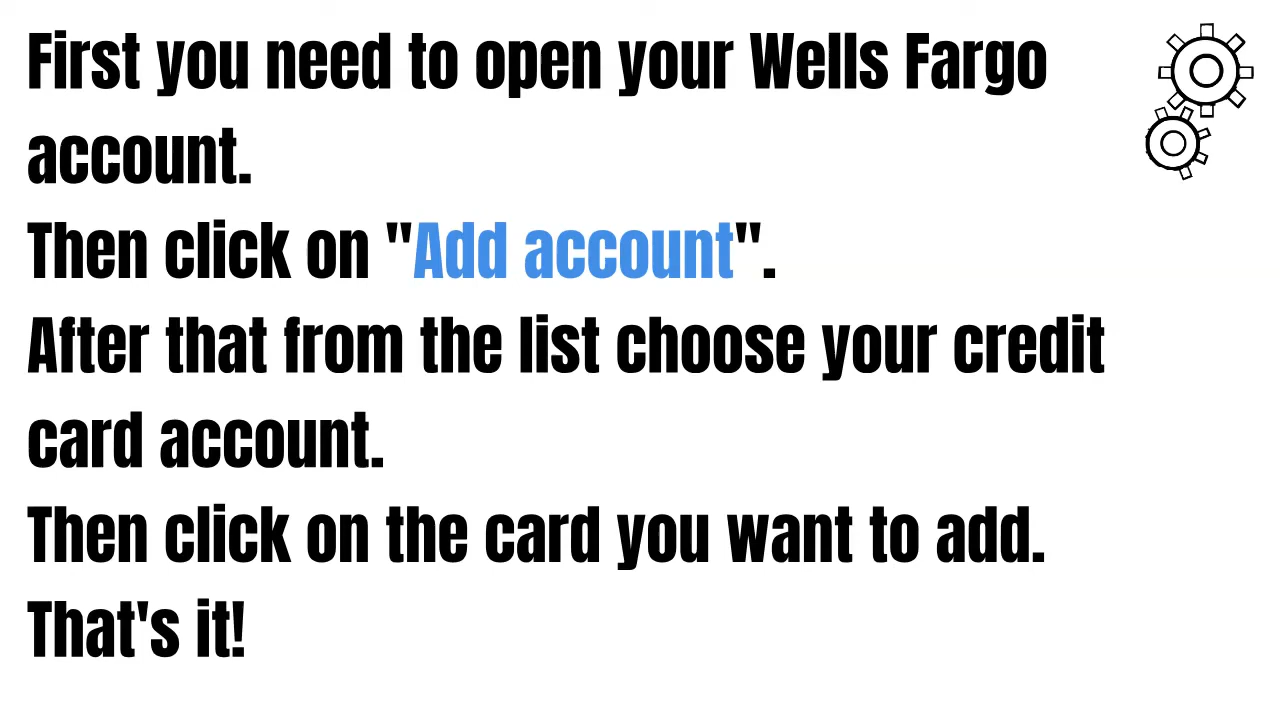 First you need to open your Wells Fargo
account.
Then click on "Add account".
After that from the list choose your credit
card account.
Then click on the card you want to add.
That's it!